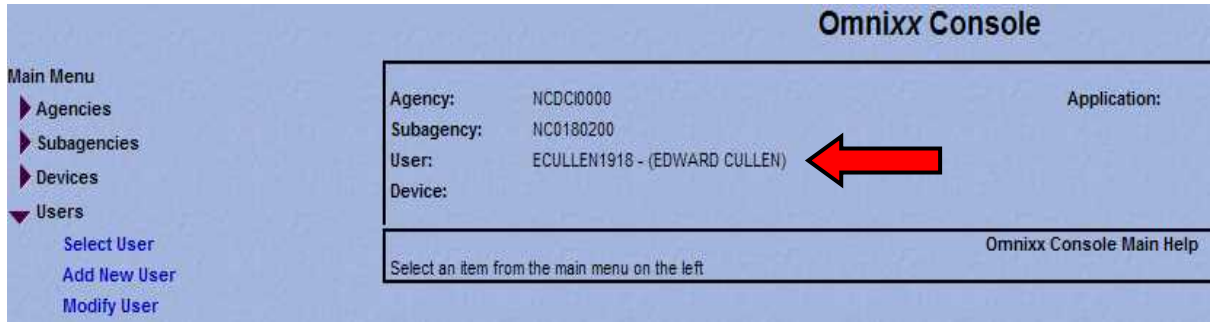 Omnixx Console
Main Menu
Agencies
Subagencies
Devices
Users
Select User
Add New User
Modify User
Agency: NCDCI0000 Application:
Subagency: NC0180200
User: ECULLEN1918 - (EDWARD CULLEN)
Device:
Omnixx Console Main Help
Select an item from the main menu on the left